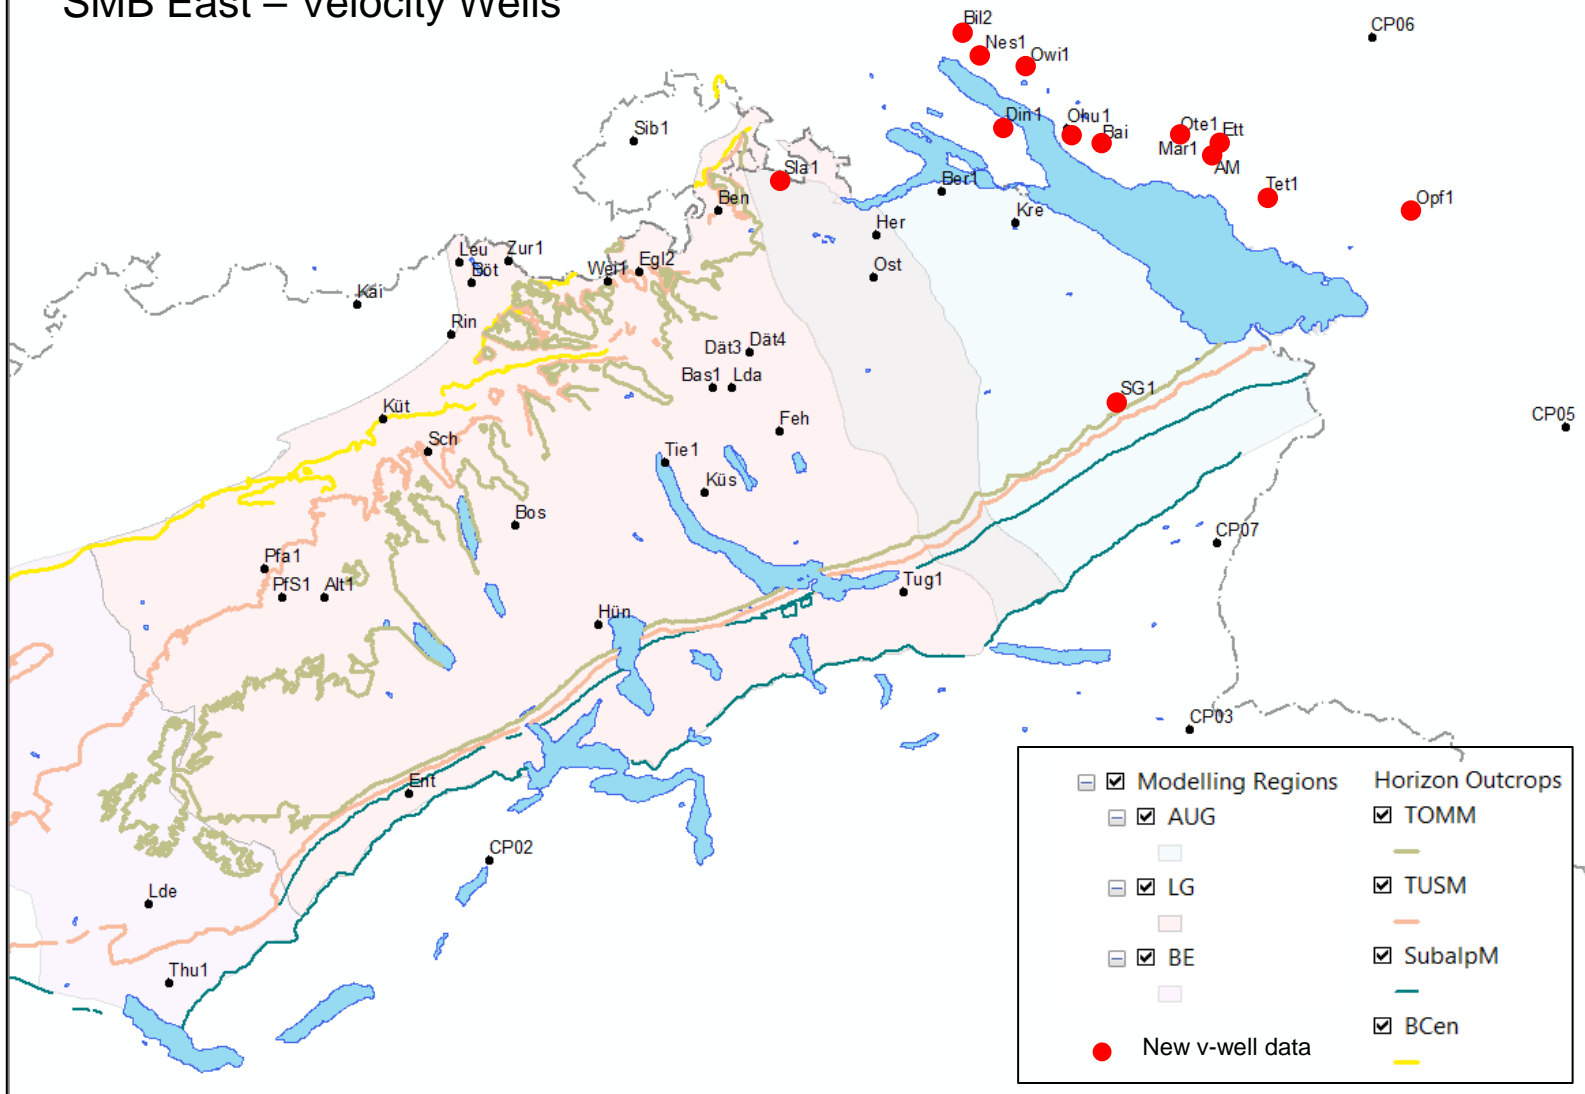 SMB East – Velocity Wells
Bil2
CP06
Nes1
Owi1
Sib1
Din1
Ohu1
Bai
Ote1
Ett
Mar1
AM
Sla1
Ber1
Tet1
Opf1
Ben
Kre
Her
Leu
Zur1
Böt
Wei1
Egl2
Ost
Kai
Rin
Dät3
Dät4
Bas1
Lda
SG1
Küt
Feh
CP05
Sch
Tie1
Küs
Bos
CP07
Pfa1
PfS1
Alt1
Tug1
Hün
CP03
Ent
CP02
Lde
Thu1
Modelling Regions
Horizon Outcrops
AUG
TOMM
LG
TUSM
BE
SubalpM
BCen
New v-well data